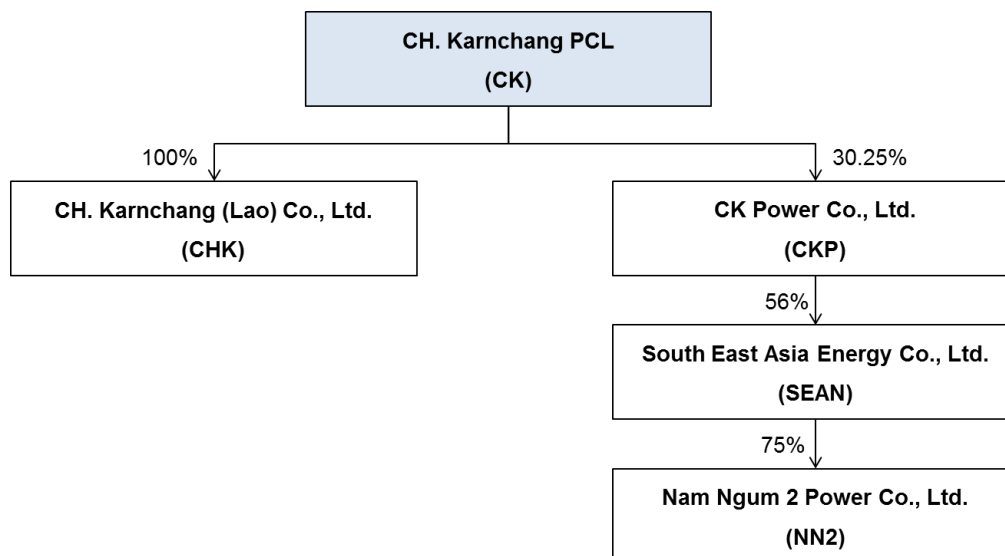 CH. Karnchang PCL
(CK)
100%
30.25%
CH. Karnchang (Lao) Co., Ltd.
(CHK)
CK Power Co., Ltd.
(CKP)
56%
South East Asia Energy Co., Ltd.
(SEAN)
75%
Nam Ngum 2 Power Co., Ltd.
(NN2)